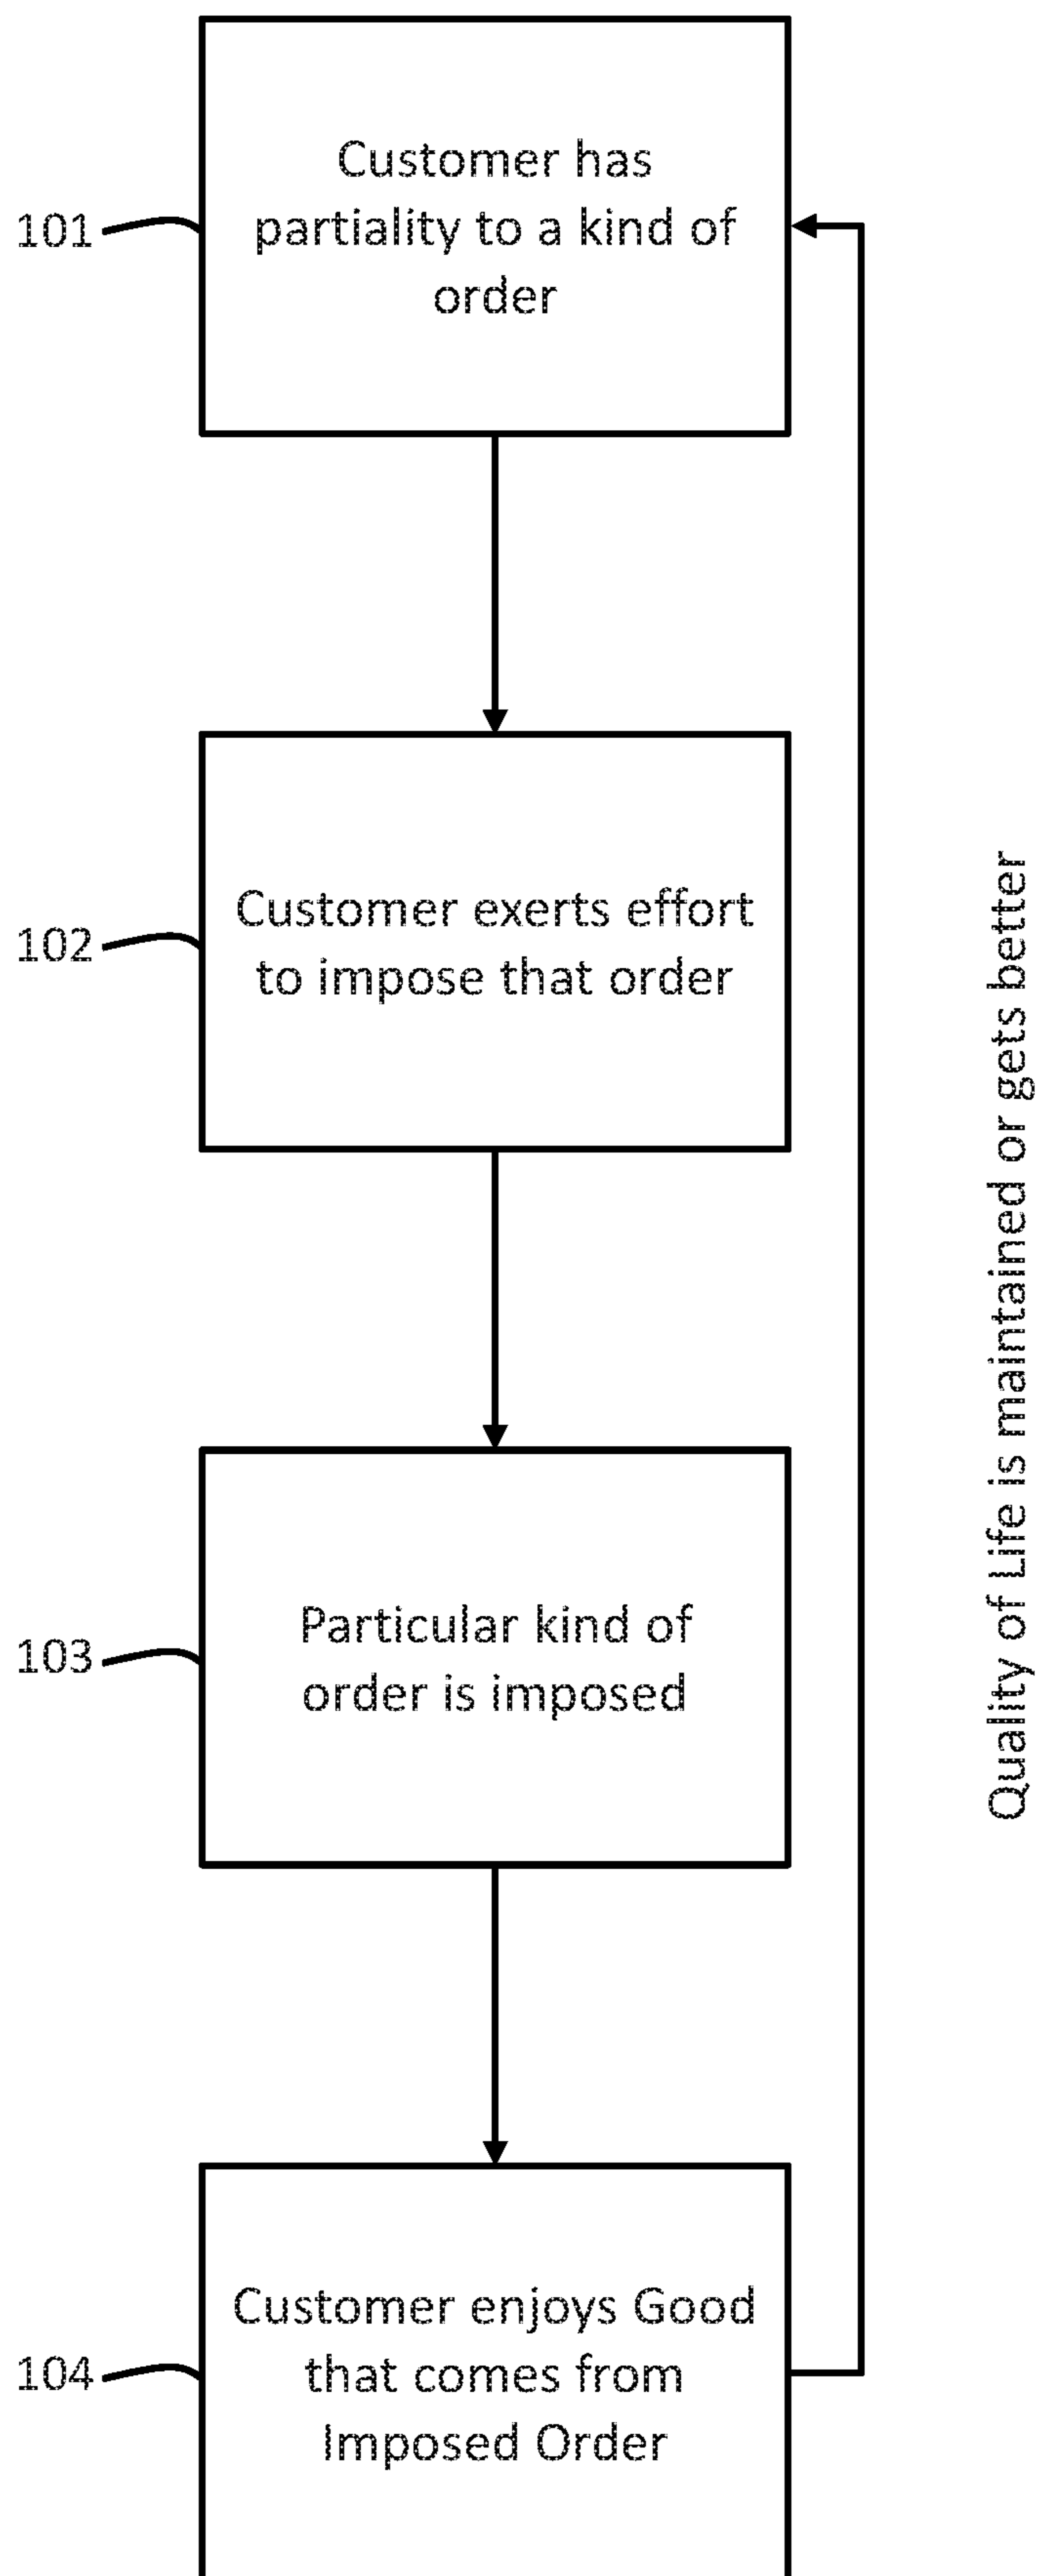 101
Customer has
partiality to a kind of
order
102
Customer exerts effort
to impose that order
103
Particular kind of
order is imposed
104
Customer enjoys Good
that comes from
Imposed Order
Quality of Life is maintained or gets better